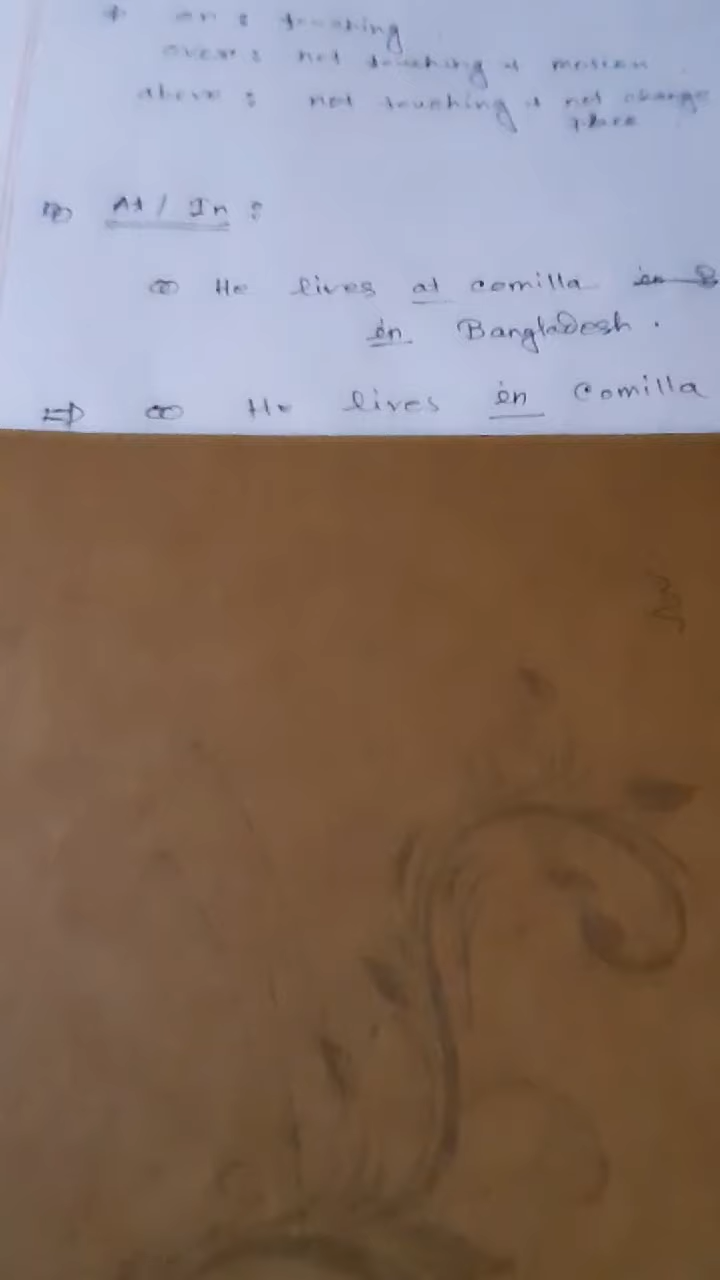 on : touching
over : not touching & motion
above : not touching & not change
place
At / In :
He lives at comilla in B
in Bangladesh .
⇒ He lives in Comilla